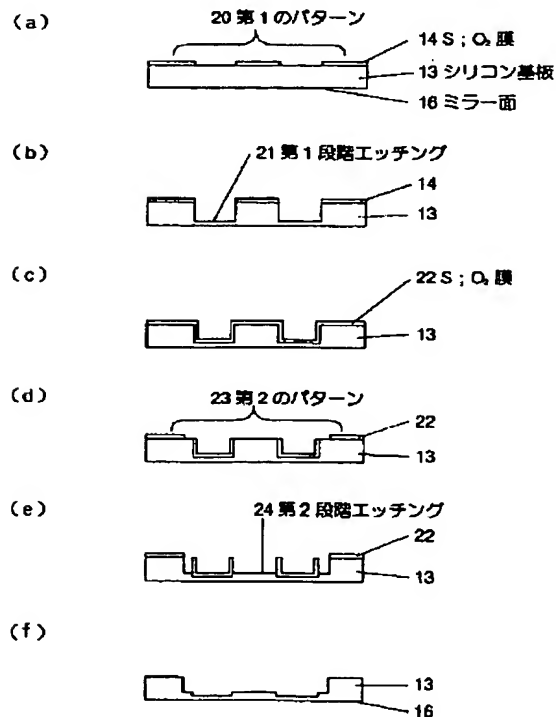 (a)
20 第1のパターン
14 S;O₂ 膜
13 シリコン基板
16 ミラー面
(b)
21 第1段階エッチング
14
13
(c)
22 S;O₂ 膜
13
(d)
23 第2のパターン
22
13
(e)
24 第2段階エッチング
22
13
(f)
13
16